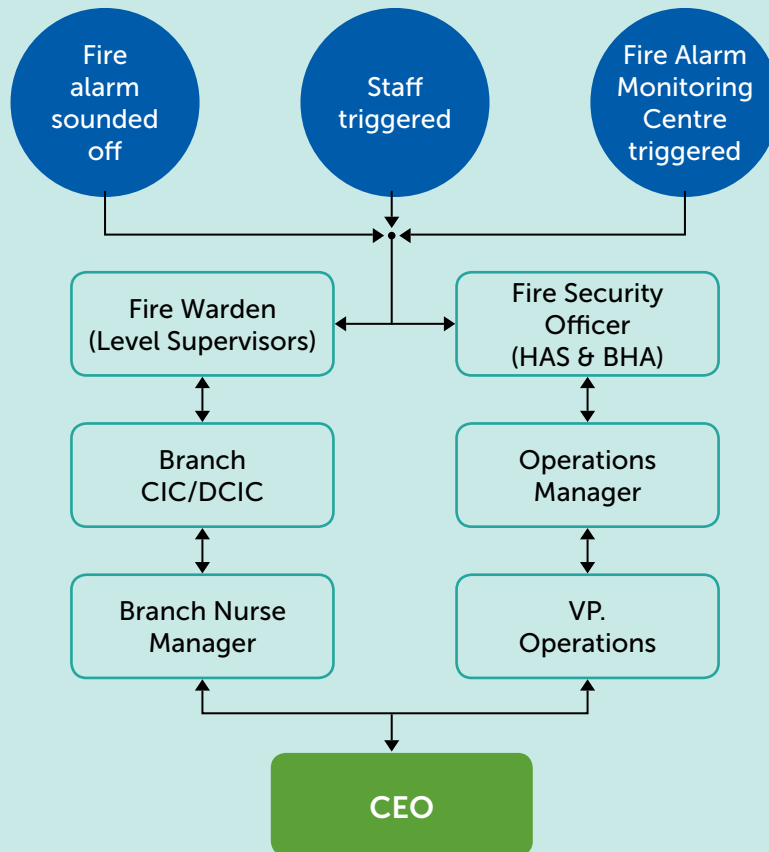 Fire
alarm
sounded
off
Staff
triggered
Fire Alarm
Monitoring
Centre
triggered
Fire Warden
(Level Supervisors)
Fire Security
Officer
(HAS & BHA)
Branch
CIC/DCIC
Operations
Manager
Branch Nurse
Manager
VP.
Operations
CEO